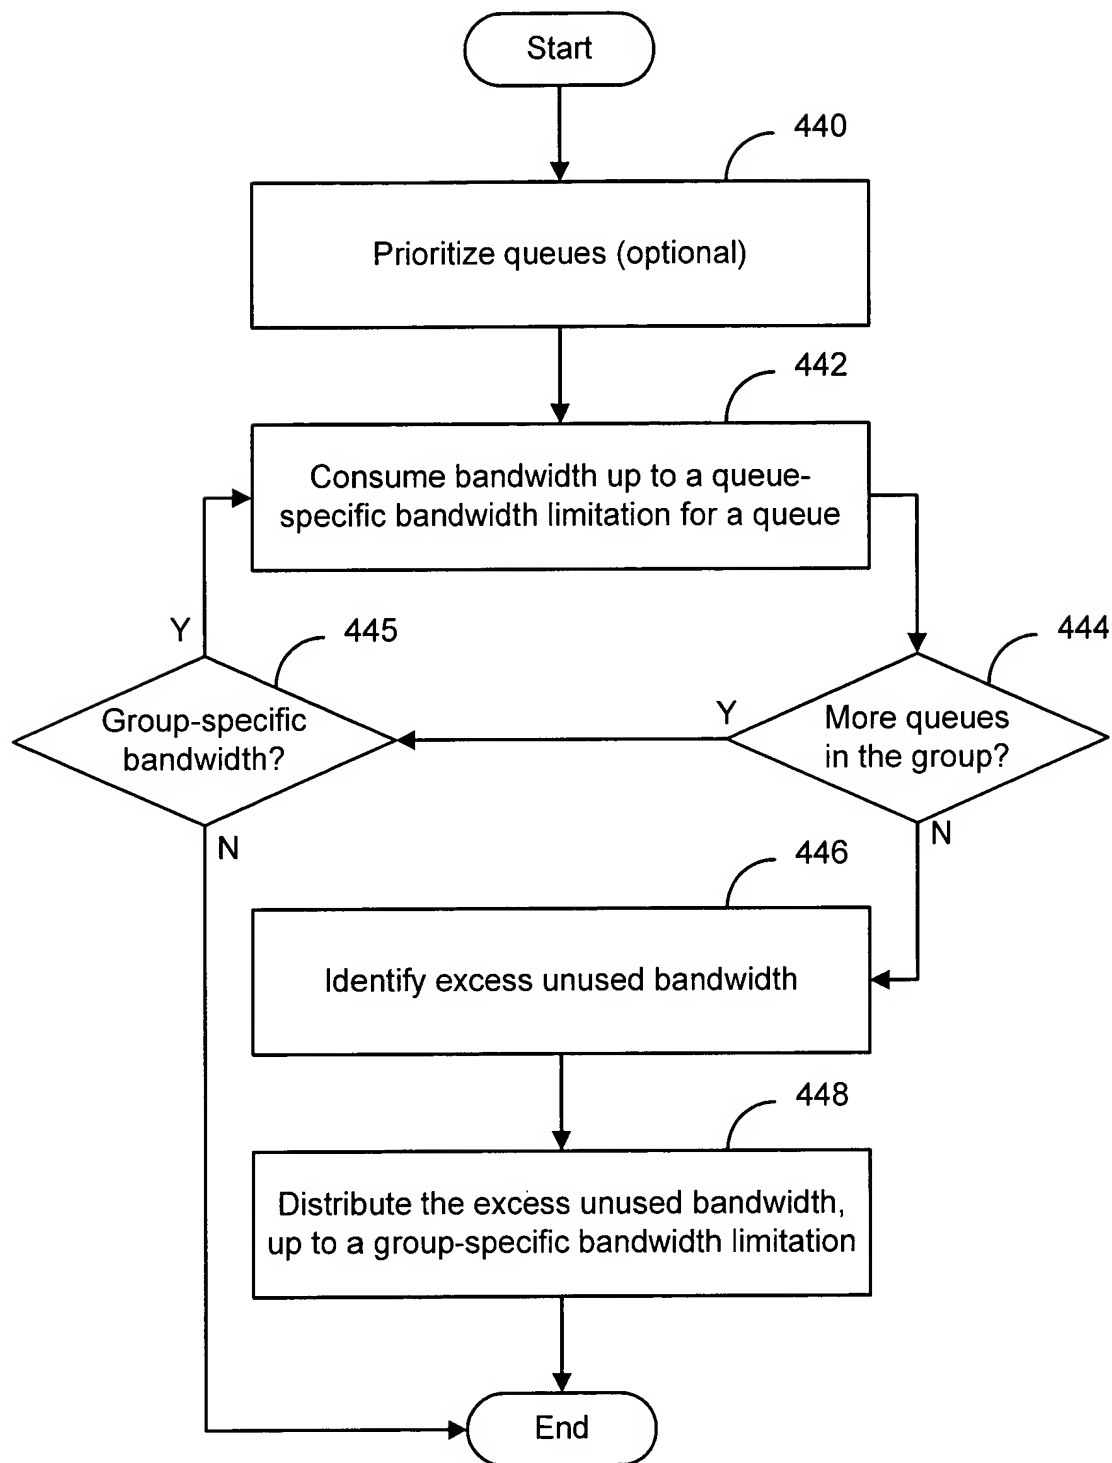 Start
440
Prioritize queues (optional)
442
Consume bandwidth up to a queue-
specific bandwidth limitation for a queue
Y
445
444
Group-specific
bandwidth?
Y
More queues
in the group?
N
N
446
Identify excess unused bandwidth
448
Distribute the excess unused bandwidth,
up to a group-specific bandwidth limitation
End